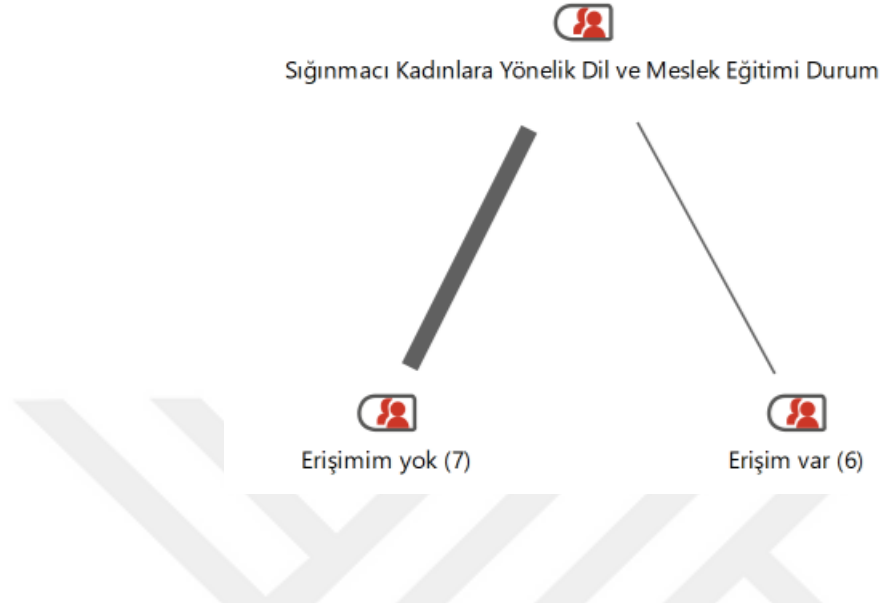 Sığınmacı Kadınlara Yönelik Dil ve Meslek Eğitimi Durum
Erişimim yok (7)
Erişim var (6)